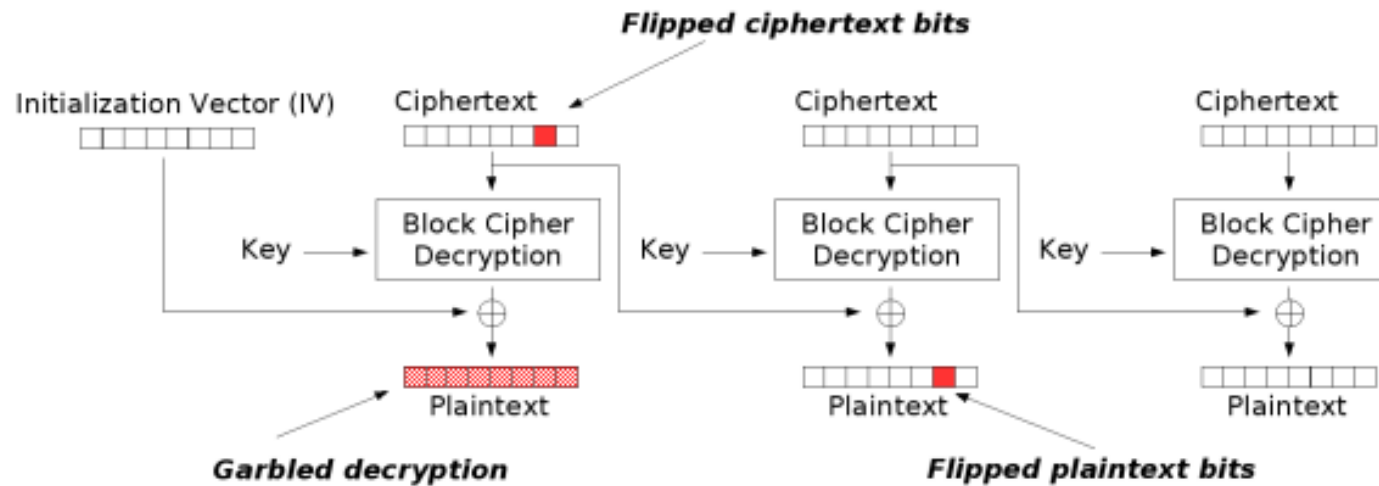 Flipped ciphertext bits
Initialization Vector (IV)
Ciphertext
Ciphertext
Ciphertext
Key
Block Cipher
Decryption
Key
Block Cipher
Decryption
Key
Block Cipher
Decryption
Plaintext
Plaintext
Plaintext
Garbled decryption
Flipped plaintext bits